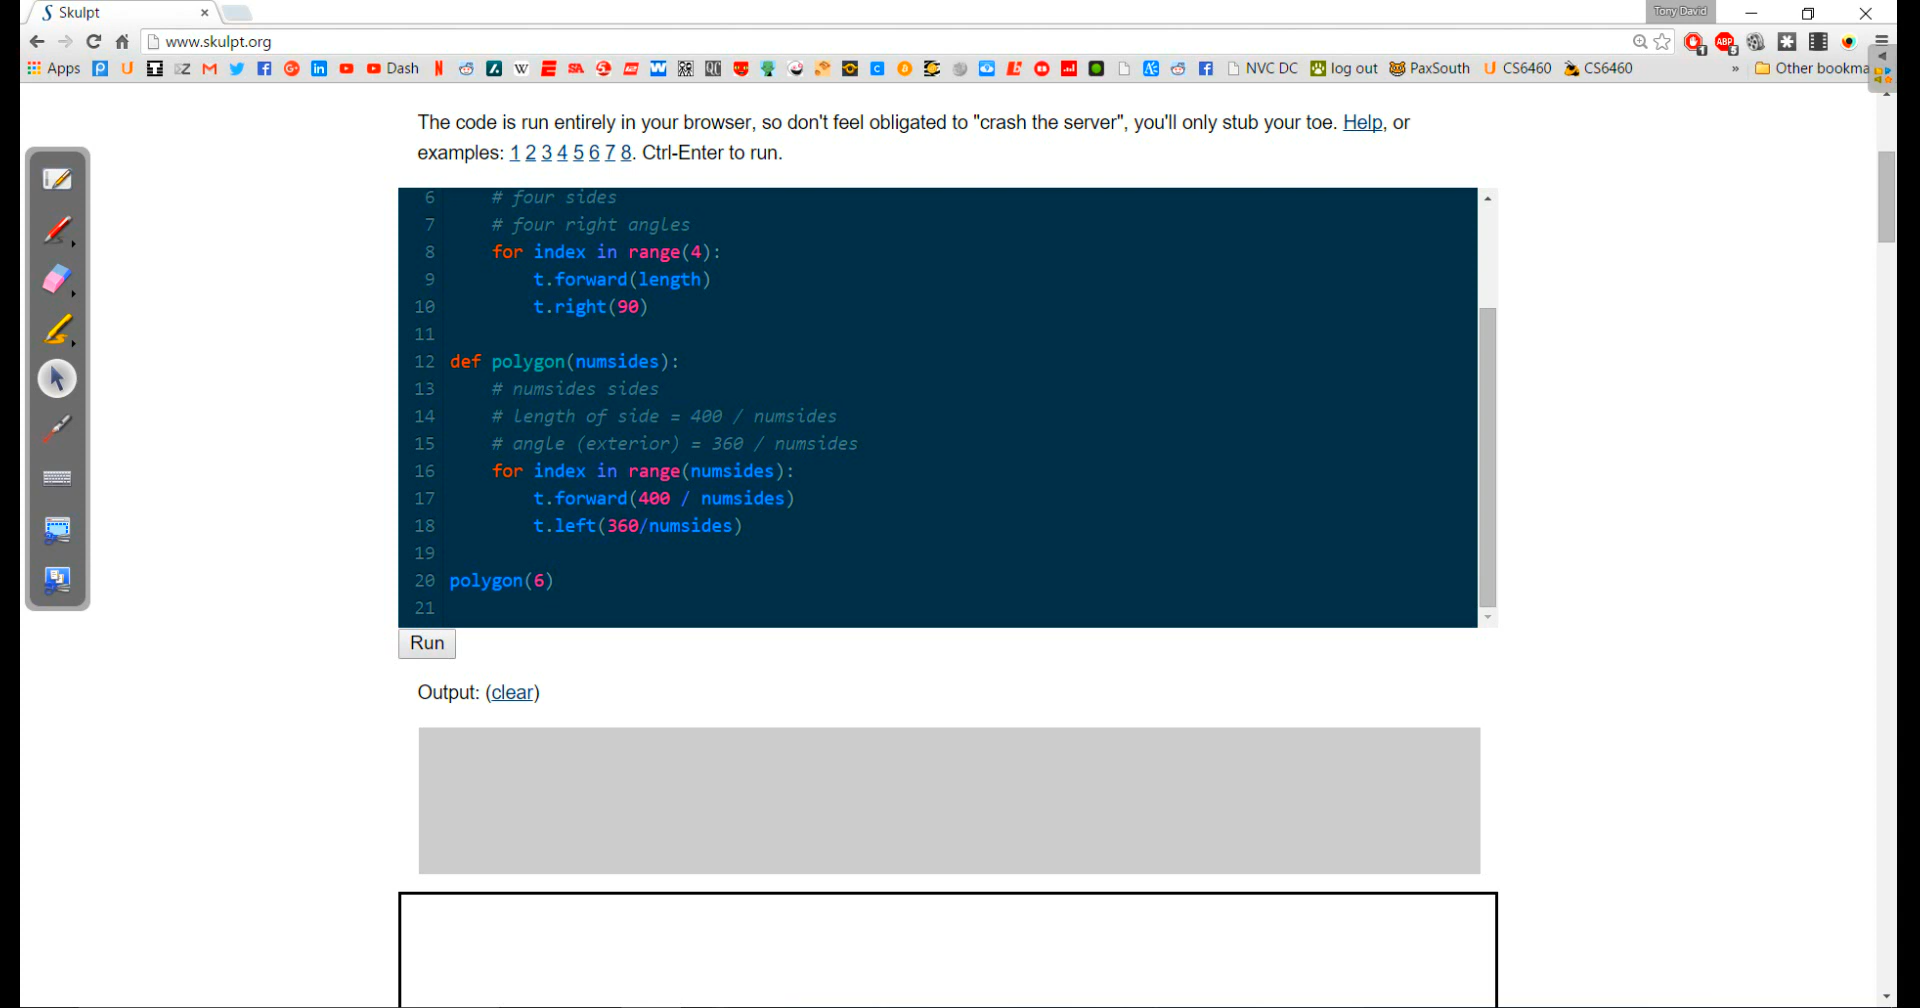 Skulpt
Tony David
www.skulpt.org
Apps Dash NVC DC log out PaxSouth CS6460 CS6460 » Other bookma
The code is run entirely in your browser, so don't feel obligated to "crash the server", you'll only stub your toe. Help, or
examples: 1 2 3 4 5 6 7 8. Ctrl-Enter to run.
6 # four sides
7 # four right angles
8 for index in range(4):
9 t.forward(length)
10 t.right(90)
11
12 def polygon(numsides):
13 # numsides sides
14 # length of side = 400 / numsides
15 # angle (exterior) = 360 / numsides
16 for index in range(numsides):
17 t.forward(400 / numsides)
18 t.left(360/numsides)
19
20 polygon(6)
21
Run
Output: (clear)